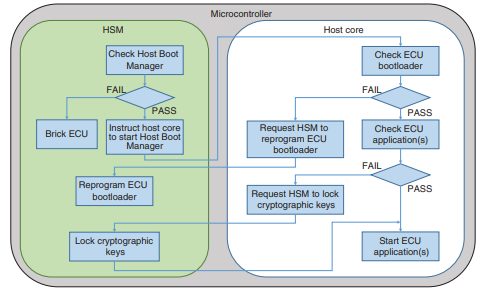 Microcontroller
HSM
Host core
Check Host Boot
Manager
FAIL
PASS
Brick ECU
Instruct host core
to start Host Boot
Manager
Reprogram ECU
bootloader
Lock cryptographic
keys
Check ECU
bootloader
FAIL
PASS
Request HSM to
reprogram ECU
bootloader
Check ECU
application(s)
FAIL
PASS
Request HSM to lock
cryptographic keys
Start ECU
application(s)